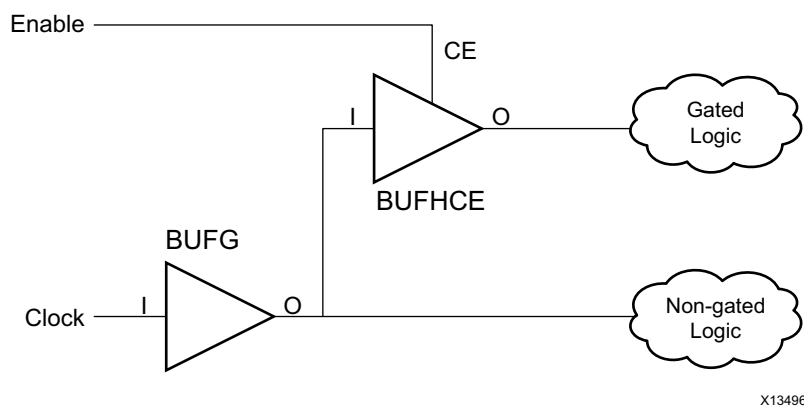 Enable
CE
I
O
Gated
Logic
BUFHCE
BUFG
Clock
I
O
Non-gated
Logic
X13496